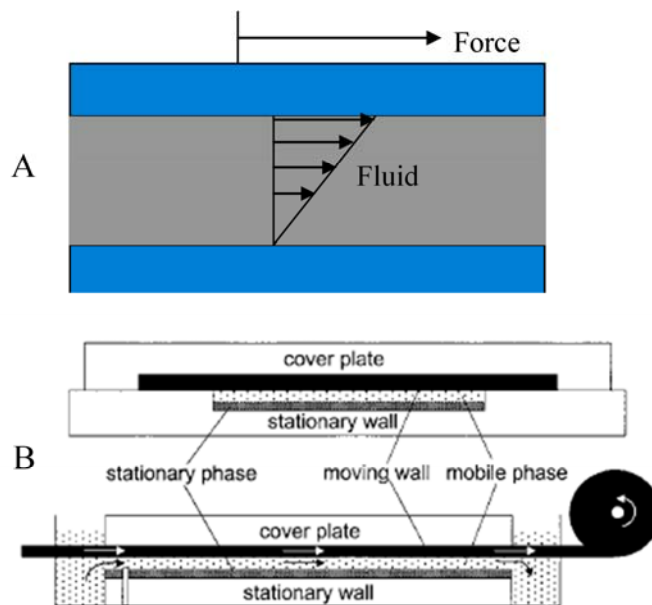 Force
A
Fluid
cover plate
stationary wall
B
stationary phase moving wall mobile phase
cover plate
stationary wall